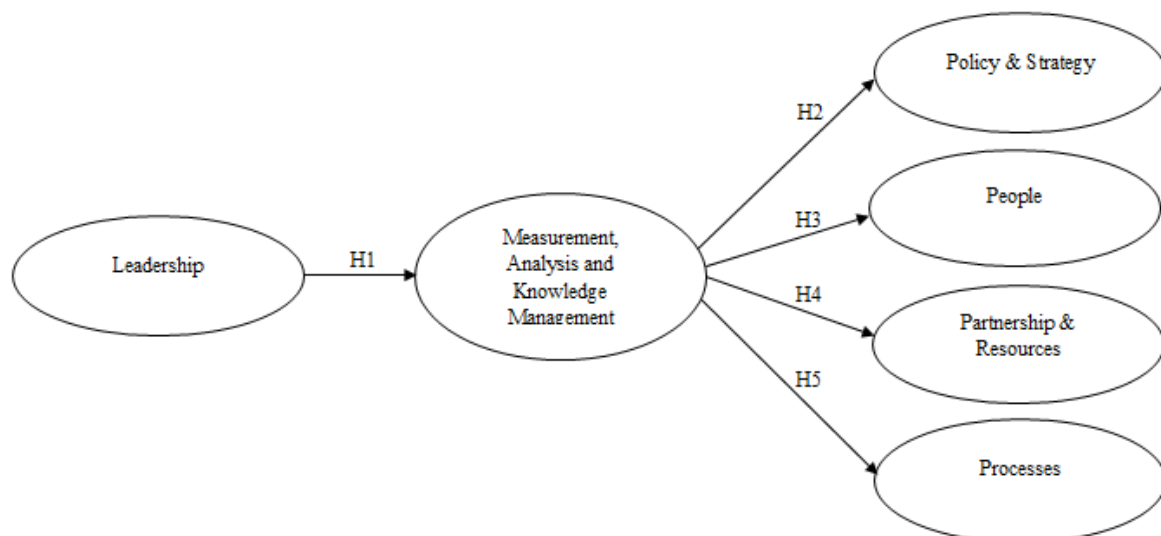 Leadership
H1
Measurement,
Analysis and
Knowledge
Management
H2
H3
H4
H5
Policy & Strategy
People
Partnership &
Resources
Processes